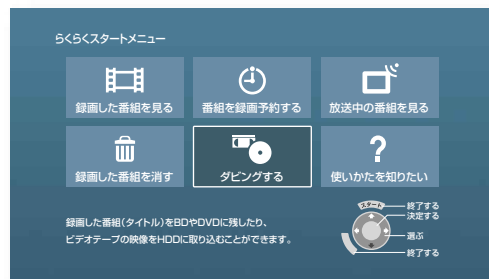 らくらくスタートメニュー
録画した番組を見る
番組を録画予約する
放送中の番組を見る
録画した番組を消す
ダビングする
?
使いかたを知りたい
録画した番組(タイトル)をBDやDVDに残したり、
ビデオテープの映像をHDDに取り込むことができます。
スタート
終了する
決定する
選ぶ
終了する